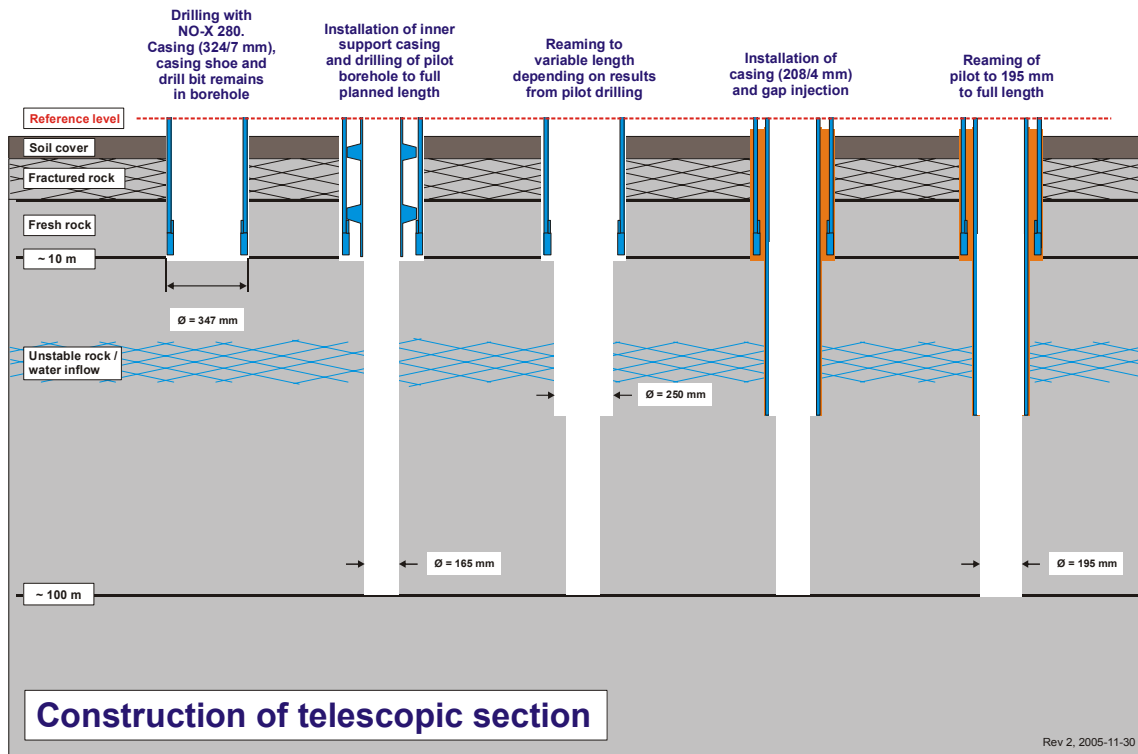 Drilling with
NO-X 280.
Casing (324/7 mm),
casing shoe and
drill bit remains
in borehole
Installation of inner
support casing
and drilling of pilot
borehole to full
planned length
Reaming to
variable length
depending on results
from pilot drilling
Installation of
casing (208/4 mm)
and gap injection
Reaming of
pilot to 195 mm
to full length
Reference level
Soil cover
Fractured rock
Fresh rock
~ 10 m
Ø = 347 mm
Unstable rock /
water inflow
Ø = 250 mm
Ø = 165 mm
Ø = 195 mm
~ 100 m
Construction of telescopic section
Rev 2, 2005-11-30